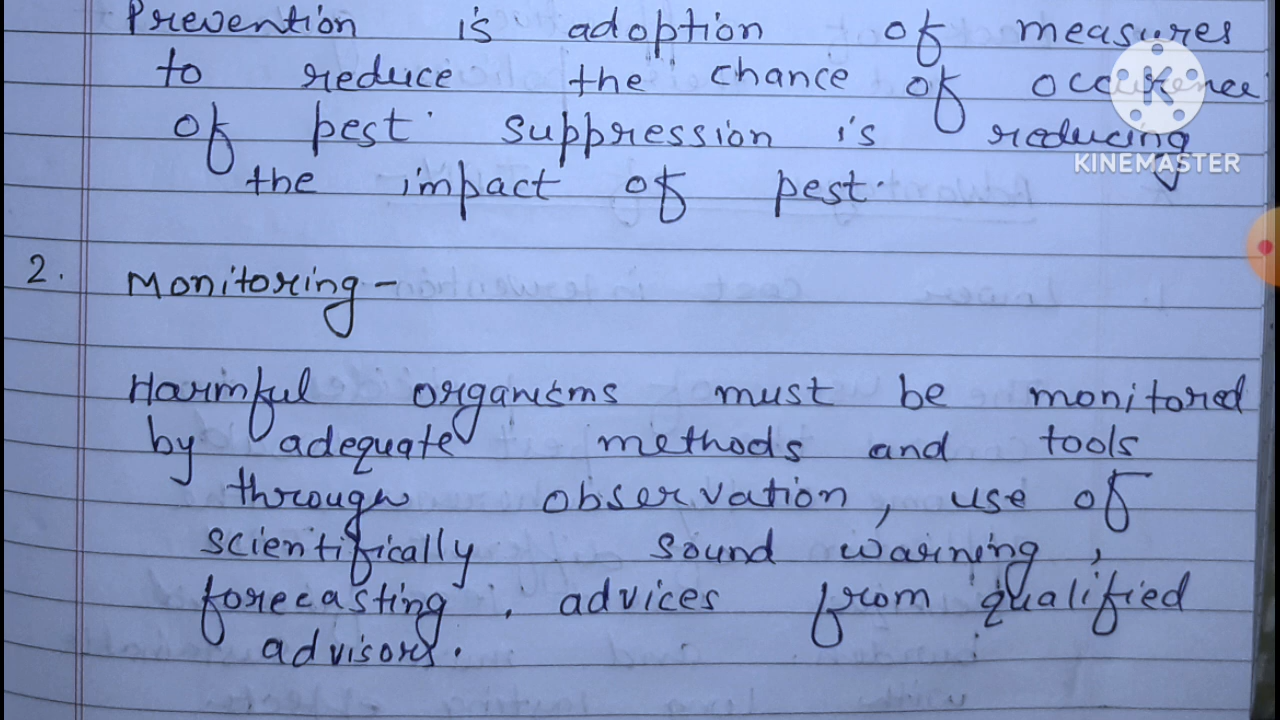 Prevention is adoption of measures
to reduce the chance of
of pest. suppression is reducing
the impact of pest.
KINEMASTER
2. Monitoring -
Harmful organisms must be monitored
by adequate methods and tools
through observation, use of
scientifically sound warning,
forecasting, advices from qualified
advisors.